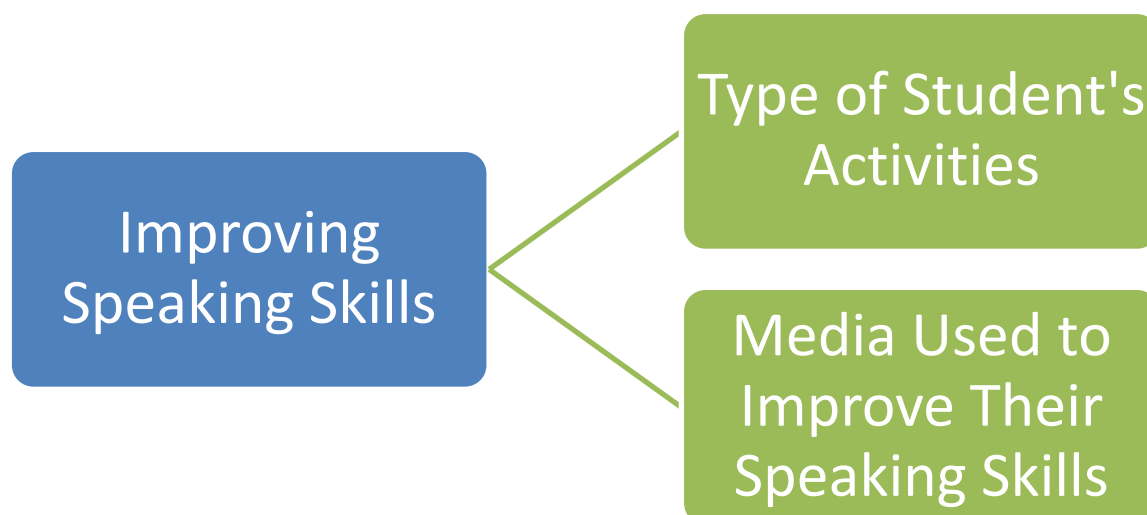 Improving
Speaking Skills
Type of Student's
Activities
Media Used to
Improve Their
Speaking Skills